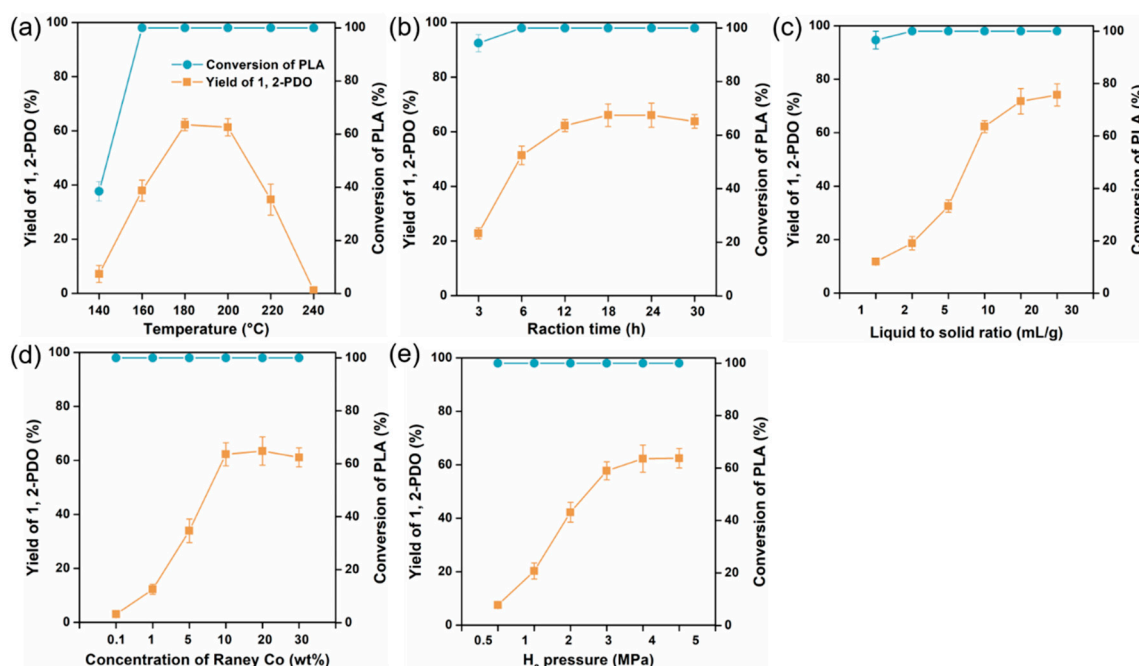 (a)
100
80
60
40
20
0
Yield of 1, 2-PDO (%)
Conversion of PLA
Yield of 1, 2-PDO
100
80
60
40
20
0
Conversion of PLA (%)
140 160 180 200 220 240
Temperature (°C)
(b)
100
80
60
40
20
0
Yield of 1, 2-PDO (%)
100
80
60
40
20
0
Conversion of PLA (%)
3 6 12 18 24 30
Raction time (h)
(c)
100
80
60
40
20
0
Yield of 1, 2-PDO (%)
100
80
60
40
20
0
Conversion of PLA (%)
1 2 5 10 20 30
Liquid to solid ratio (mL/g)
(d)
100
80
60
40
20
0
Yield of 1, 2-PDO (%)
100
80
60
40
20
0
Conversion of PLA (%)
0.1 1 5 10 20 30
Concentration of Raney Co (wt%)
(e)
100
80
60
40
20
0
Yield of 1, 2-PDO (%)
100
80
60
40
20
0
Conversion of PLA (%)
0.5 1 2 3 4 5
H₂ pressure (MPa)